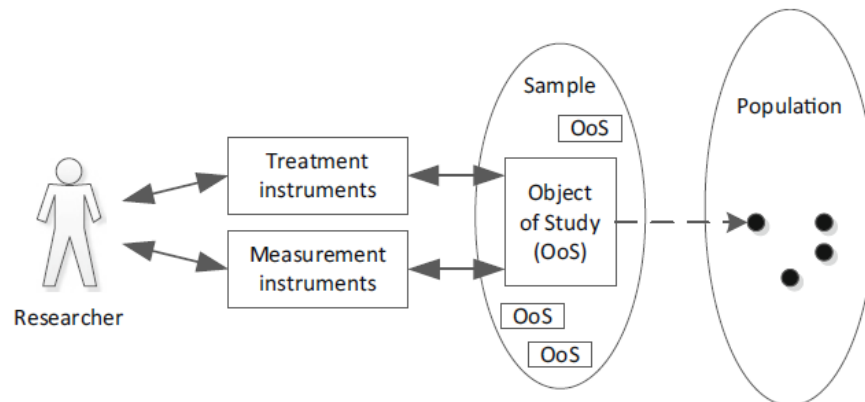 Sample
OoS
Population
Treatment
instruments
Object
of Study
(OoS)
Measurement
instruments
Researcher
OoS
OoS